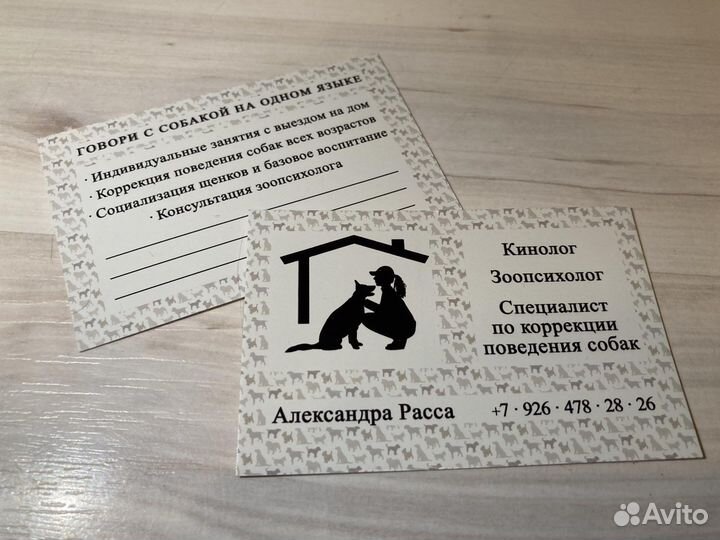 ГОВОРИ С СОБАКОЙ НА ОДНОМ ЯЗЫКЕ
· Индивидуальные занятия с выездом на дом
· Коррекция поведения собак всех возрастов
· Социализация щенков и базовое воспитание
· Консультация зоопсихолога
Кинолог
Зоопсихолог
Специалист
по коррекции
поведения собак
Александра Расса
+7 · 926 · 478 · 28 · 26
Avito